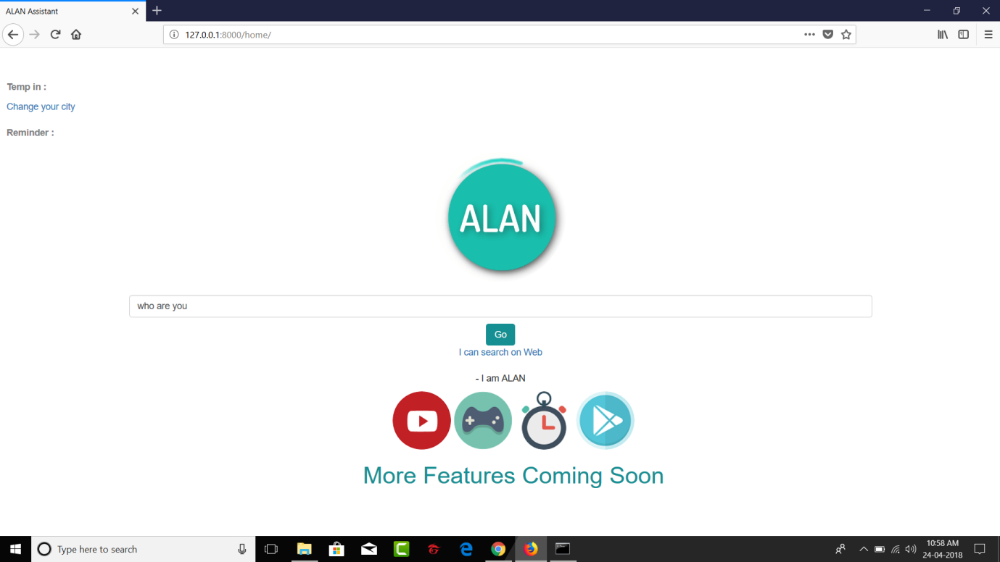 ALAN Assistant
127.0.0.1:8000/home/
Temp in :
Change your city
Reminder :
ALAN
who are you
Go
I can search on Web
- I am ALAN
More Features Coming Soon
Type here to search
10:58 AM
24-04-2018